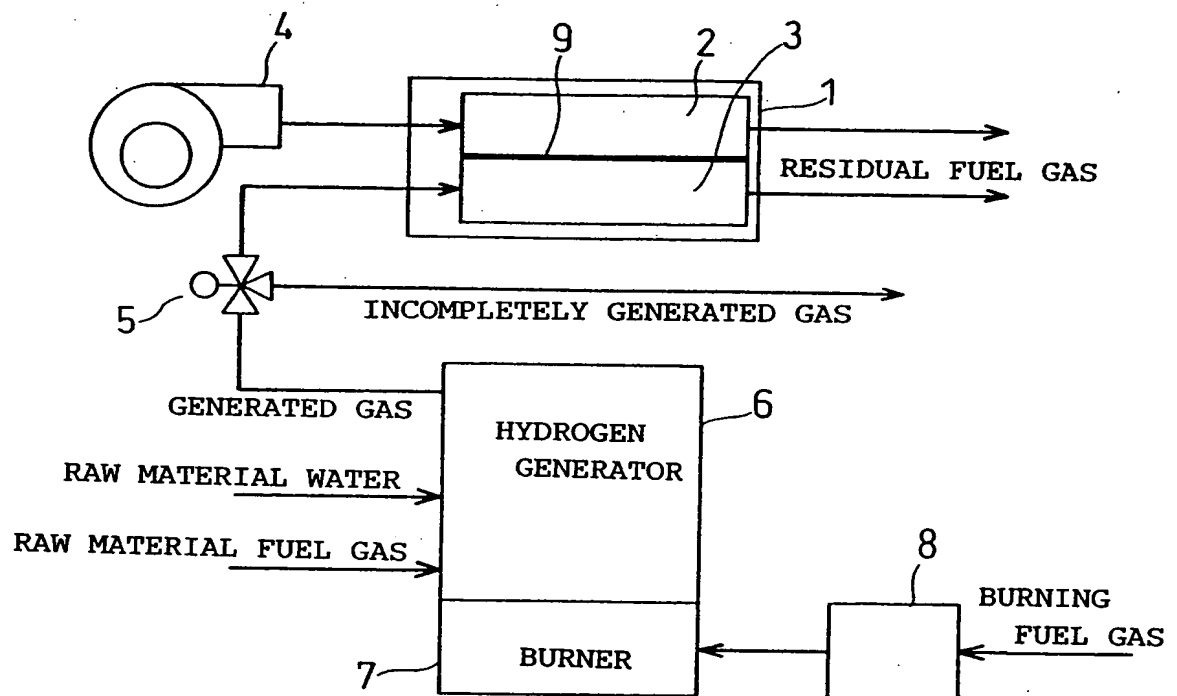 4
9
2
3
1
RESIDUAL FUEL GAS
5
INCOMPLETELY GENERATED GAS
GENERATED GAS
6
HYDROGEN
GENERATOR
RAW MATERIAL WATER
RAW MATERIAL FUEL GAS
8
BURNING
FUEL GAS
7
BURNER